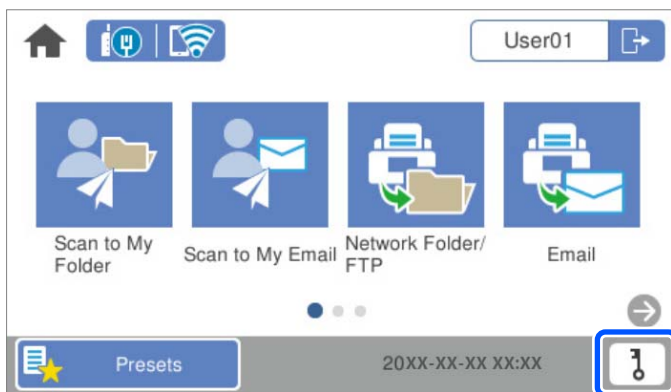 User01
Scan to My
Folder
Scan to My Email
Network Folder/
FTP
Email
Presets
20XX-XX-XX XX:XX